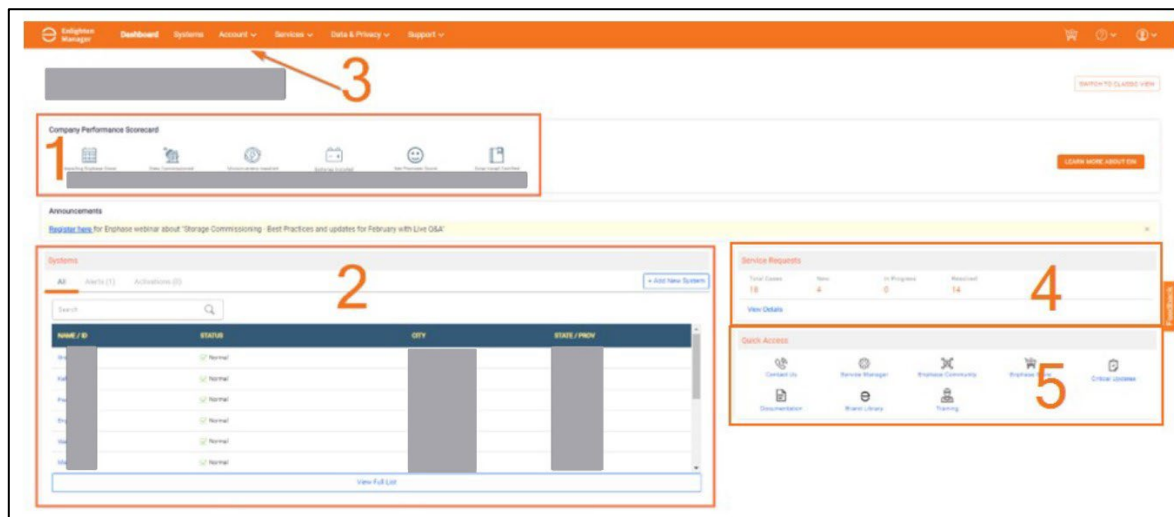 Enlighten
Manager
Dashboard Systems Account Services Data & Privacy Support
3
SWITCH TO CLASSIC VIEW
Company Performance Scorecard
1
LEARN MORE ABOUT EIN
Announcements
Register here for Enphase webinar about "Storage Commissioning - Best Practices and updates for February with Live Q&A"
Systems
2
All Alerts (1) Activations (0)
+ Add New System
Search
NAME / ID STATUS CITY STATE / PROV
Normal
Normal
Normal
Normal
Normal
Normal
View Full List
Service Requests
4
Total Cases New In Progress Resolved
18 4 0 14
View Details
Feedback
Quick Access
5
Contact Us Service Manager Enphase Community Enphase Store Critical Updates
Documentation Brand Library Training